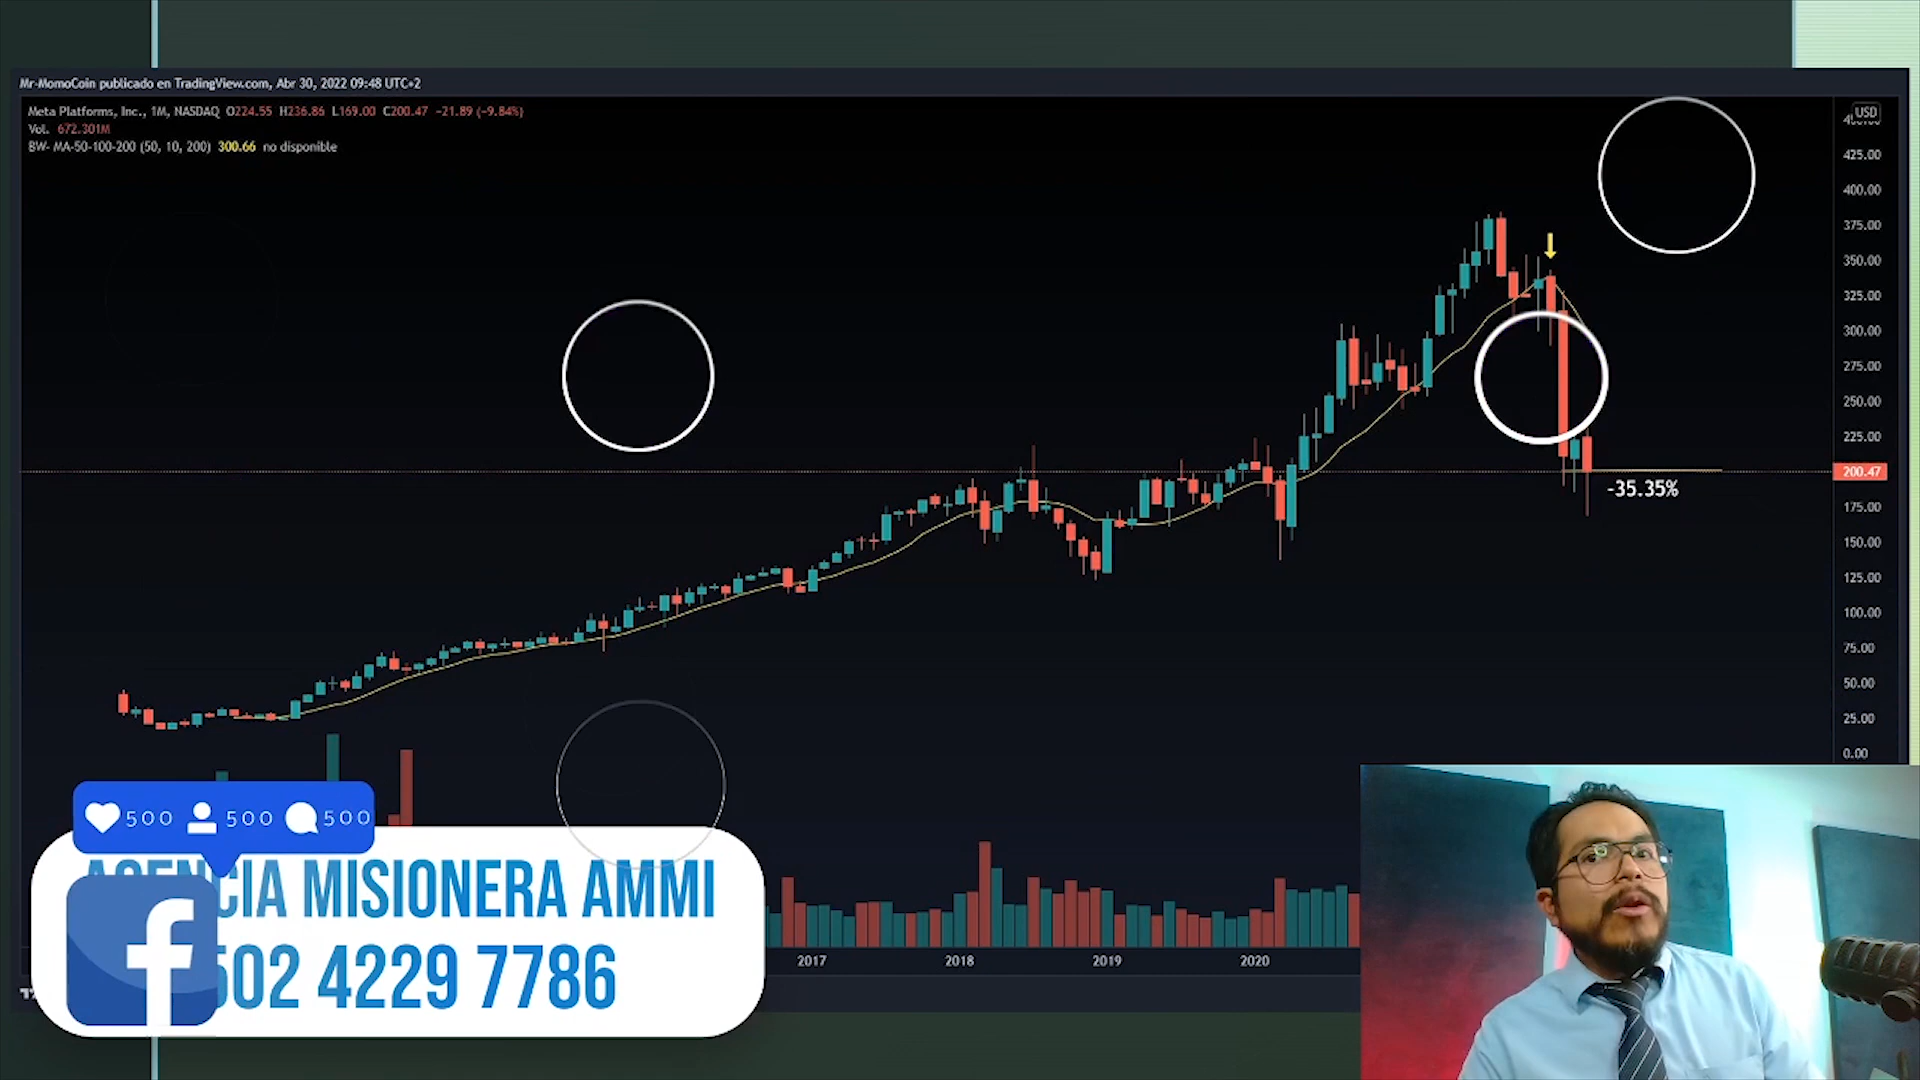 Mr-MomoCoin publicado en TradingView.com, Abr 30, 2022 09:48 UTC+2
Meta Platforms, Inc., 1M, NASDAQ O224.55 H236.86 L169.00 C200.47 −21.89 (−9.84%)
Vol. 672.301M
BW- MA-50-100-200 (50, 10, 200) 300.66 no disponible
USD
425.00
400.00
375.00
350.00
325.00
300.00
275.00
250.00
225.00
200.47
-35.35%
175.00
150.00
125.00
100.00
75.00
50.00
25.00
0.00
500 500 500
AGENCIA MISIONERA AMMI
502 4229 7786
2017 2018 2019 2020